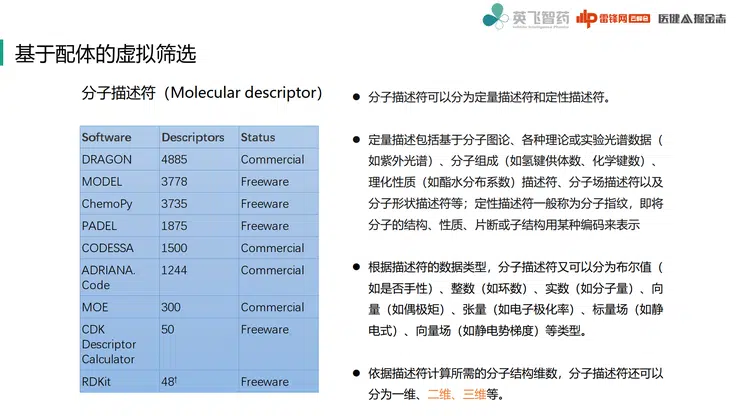 英飞智药 雷锋网 医健AI掘金志
基于配体的虚拟筛选
分子描述符（Molecular descriptor）
Software Descriptors Status
DRAGON 4885 Commercial
MODEL 3778 Freeware
ChemoPy 3735 Freeware
PADEL 1875 Freeware
CODESSA 1500 Commercial
ADRIANA. 1244 Commercial
Code
MOE 300 Commercial
CDK 50 Freeware
Descriptor
Calculator
RDKit 48† Freeware
● 分子描述符可以分为定量描述符和定性描述符。
● 定量描述包括基于分子图论、各种理论或实验光谱数据（
如紫外光谱）、分子组成（如氢键供体数、化学键数）、
理化性质（如酯水分布系数）描述符、分子场描述符以及
分子形状描述符等；定性描述符一般称为分子指纹，即将
分子的结构、性质、片断或子结构用某种编码来表示
● 根据描述符的数据类型，分子描述符又可以分为布尔值（
如是否手性）、整数（如环数）、实数（如分子量）、向
量（如偶极矩）、张量（如电子极化率）、标量场（如静
电式）、向量场（如静电势梯度）等类型。
● 依据描述符计算所需的分子结构维数，分子描述符还可以
分为一维、二维、三维等。